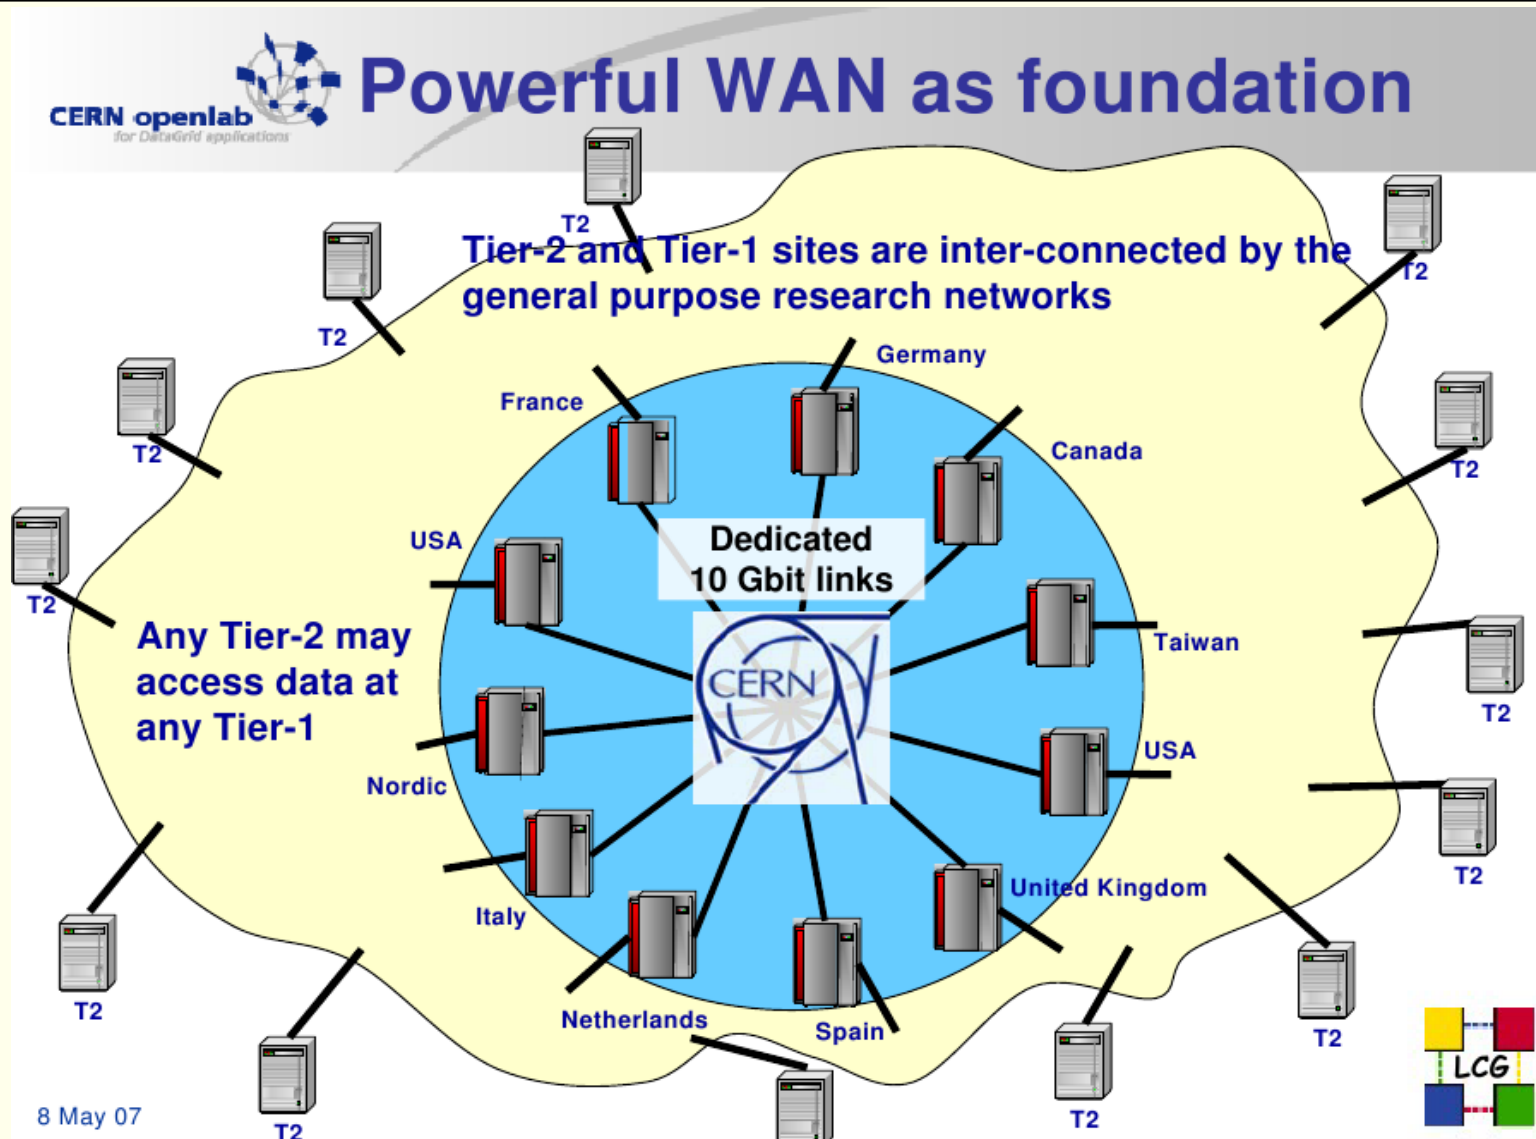 CERN openlab
for DataGrid applications
Powerful WAN as foundation
T2
T2
T2
T2
T2
Tier-2 and Tier-1 sites are inter-connected by the
general purpose research networks
Germany
France
Canada
USA
Dedicated
10 Gbit links
T2
T2
Any Tier-2 may
access data at
any Tier-1
CERN
Taiwan
T2
USA
Nordic
T2
United Kingdom
Italy
Netherlands
Spain
T2
T2
T2
T2
LCG
8 May 07